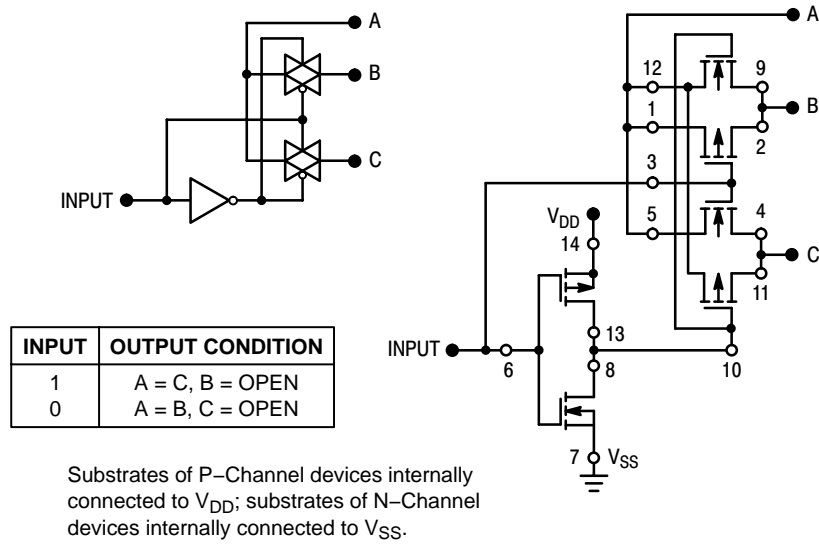 A
B
C
INPUT
INPUT OUTPUT CONDITION
1 A = C, B = OPEN
0 A = B, C = OPEN
A
12 9
B
1 2
3
VDD 5 4
14
C
11
13
INPUT
6 8 10
7 VSS
Substrates of P−Channel devices internally
connected to VDD; substrates of N−Channel
devices internally connected to VSS.